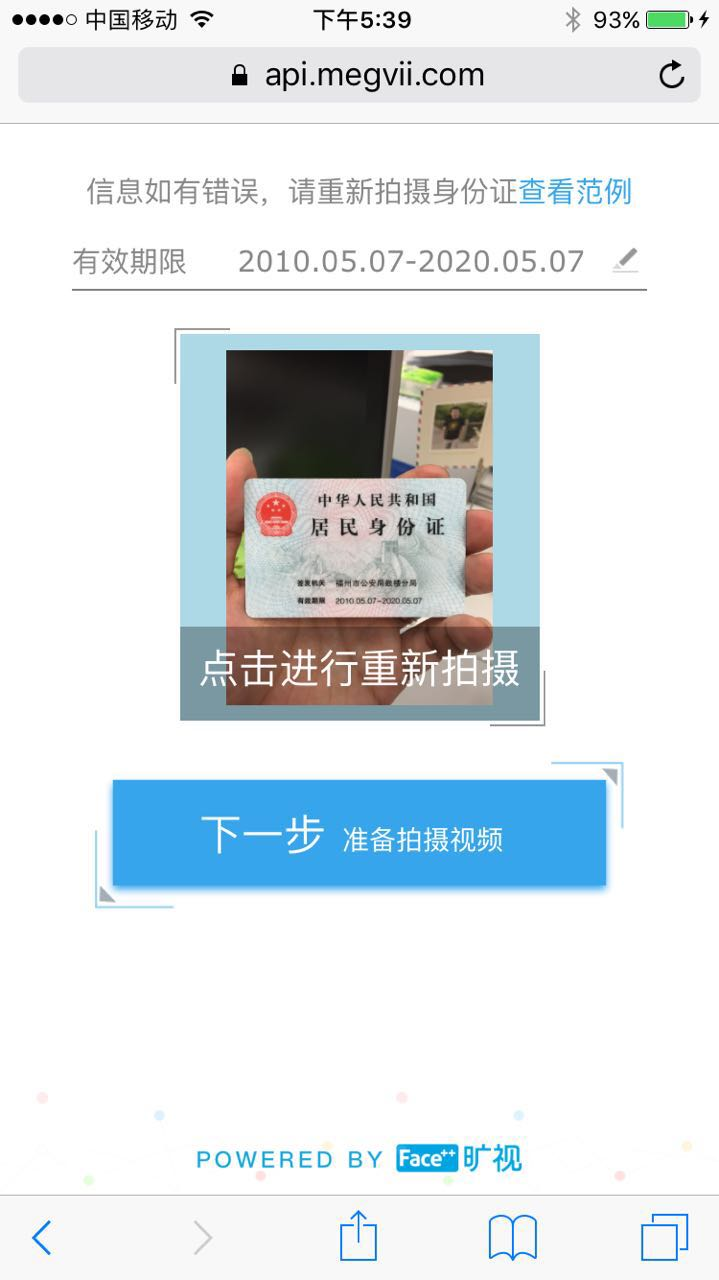 中国移动 下午5:39 93%
api.megvii.com
信息如有错误，请重新拍摄身份证查看范例
有效期限 2010.05.07-2020.05.07
中华人民共和国
居民身份证
签发机关 福州市公安局鼓楼分局
有效期限 2010.05.07-2020.05.07
点击进行重新拍摄
下一步 准备拍摄视频
POWERED BY Face++ 旷视